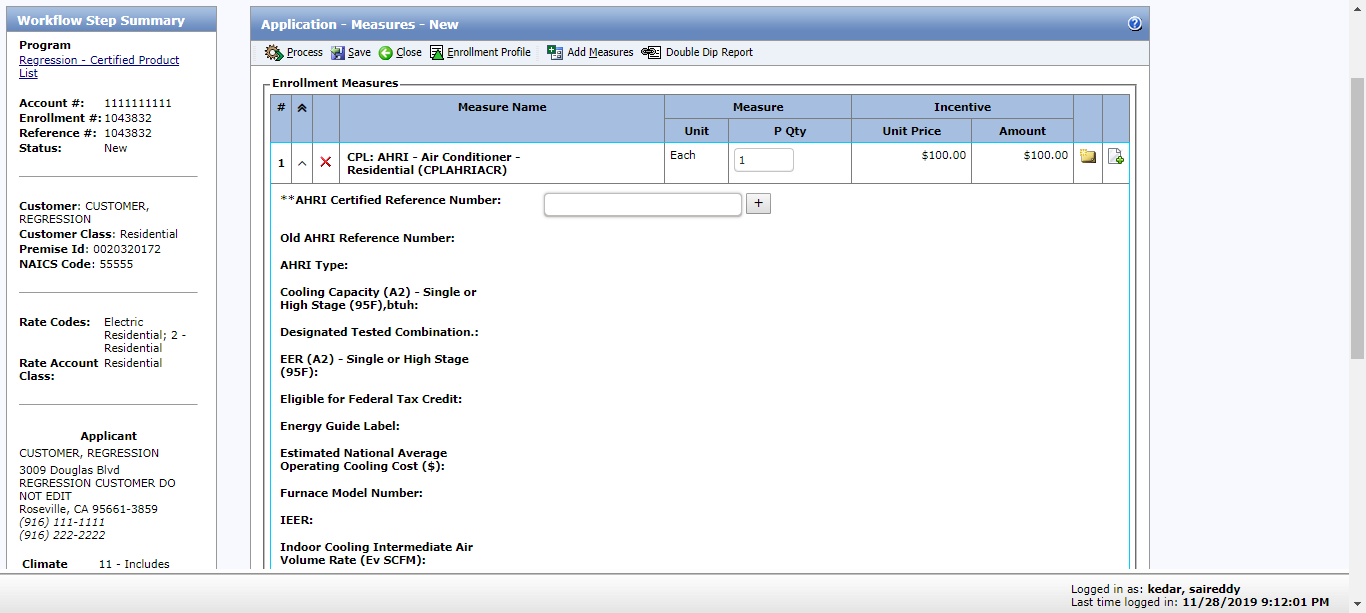 Workflow Step Summary
Program
Regression - Certified Product
List
Account #: 1111111111
Enrollment #: 1043832
Reference #: 1043832
Status: New
Customer: CUSTOMER,
REGRESSION
Customer Class: Residential
Premise Id: 0020320172
NAICS Code: 55555
Rate Codes: Electric
Residential; 2 -
Residential
Rate Account Residential
Class:
Applicant
CUSTOMER, REGRESSION
3009 Douglas Blvd
REGRESSION CUSTOMER DO
NOT EDIT
Roseville, CA 95661-3859
(916) 111-1111
(916) 222-2222
Climate 11 - Includes
Application - Measures - New
?
Process Save Close Enrollment Profile Add Measures Double Dip Report
Enrollment Measures
# Measure Name Measure Incentive
Unit P Qty Unit Price Amount
1 CPL: AHRI - Air Conditioner - Each 1 $100.00 $100.00
Residential (CPLAHRIACR)
**AHRI Certified Reference Number: +
Old AHRI Reference Number:
AHRI Type:
Cooling Capacity (A2) - Single or
High Stage (95F),btuh:
Designated Tested Combination.:
EER (A2) - Single or High Stage
(95F):
Eligible for Federal Tax Credit:
Energy Guide Label:
Estimated National Average
Operating Cooling Cost ($):
Furnace Model Number:
IEER:
Indoor Cooling Intermediate Air
Volume Rate (Ev SCFM):
Logged in as: kedar, saireddy
Last time logged in: 11/28/2019 9:12:01 PM